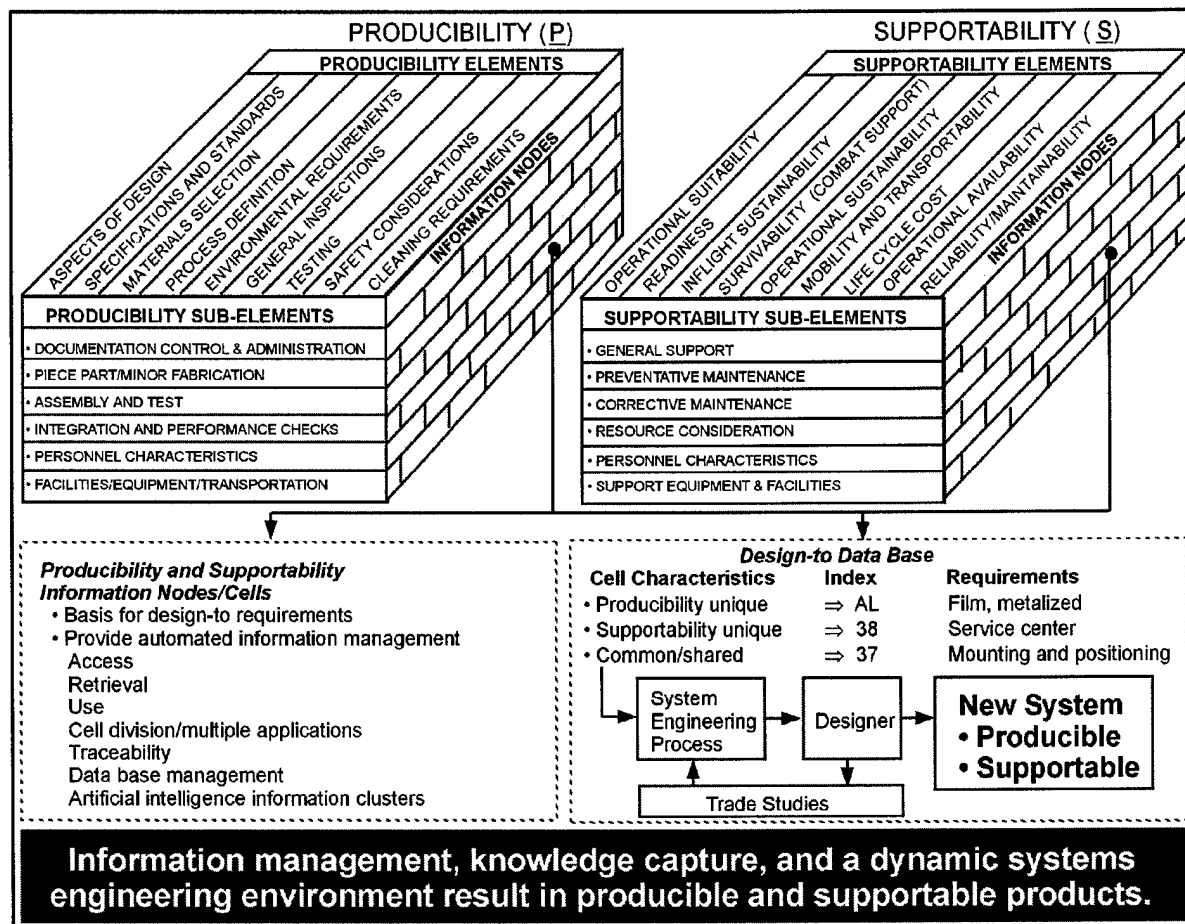 PRODUCIBILITY (P)
PRODUCIBILITY ELEMENTS
ASPECTS OF DESIGN
SPECIFICATIONS AND STANDARDS
MATERIALS SELECTION
PROCESS DEFINITION
ENVIRONMENTAL REQUIREMENTS
GENERAL INSPECTIONS
TESTING
SAFETY CONSIDERATIONS
CLEANING REQUIREMENTS
INFORMATION NODES
PRODUCIBILITY SUB-ELEMENTS
• DOCUMENTATION CONTROL & ADMINISTRATION
• PIECE PART/MINOR FABRICATION
• ASSEMBLY AND TEST
• INTEGRATION AND PERFORMANCE CHECKS
• PERSONNEL CHARACTERISTICS
• FACILITIES/EQUIPMENT/TRANSPORTATION
SUPPORTABILITY (S)
SUPPORTABILITY ELEMENTS
OPERATIONAL SUITABILITY
READINESS
INFLIGHT SUSTAINABILITY
SURVIVABILITY (COMBAT SUPPORT)
OPERATIONAL SUSTAINABILITY
MOBILITY AND TRANSPORTABILITY
LIFE CYCLE COST
OPERATIONAL AVAILABILITY
RELIABILITY/MAINTAINABILITY
INFORMATION NODES
SUPPORTABILITY SUB-ELEMENTS
• GENERAL SUPPORT
• PREVENTATIVE MAINTENANCE
• CORRECTIVE MAINTENANCE
• RESOURCE CONSIDERATION
• PERSONNEL CHARACTERISTICS
• SUPPORT EQUIPMENT & FACILITIES
Producibility and Supportability
Information Nodes/Cells
• Basis for design-to requirements
• Provide automated information management
Access
Retrieval
Use
Cell division/multiple applications
Traceability
Data base management
Artificial intelligence information clusters
Design-to Data Base
Cell Characteristics Index Requirements
• Producibility unique ⇒ AL Film, metalized
• Supportability unique ⇒ 38 Service center
• Common/shared ⇒ 37 Mounting and positioning
System
Engineering
Process
Designer
Trade Studies
New System
• Producible
• Supportable
Information management, knowledge capture, and a dynamic systems
engineering environment result in producible and supportable products.